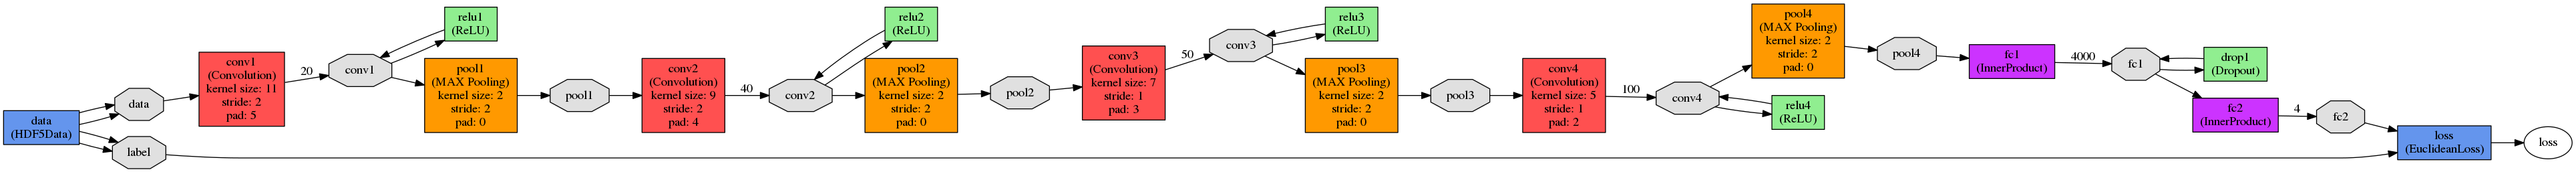 data
(HDF5Data)
data
label
conv1
(Convolution)
kernel size: 11
stride: 2
pad: 5
20
conv1
relu1
(ReLU)
pool1
(MAX Pooling)
kernel size: 2
stride: 2
pad: 0
pool1
conv2
(Convolution)
kernel size: 9
stride: 2
pad: 4
40
conv2
relu2
(ReLU)
pool2
(MAX Pooling)
kernel size: 2
stride: 2
pad: 0
pool2
conv3
(Convolution)
kernel size: 7
stride: 1
pad: 3
50
conv3
relu3
(ReLU)
pool3
(MAX Pooling)
kernel size: 2
stride: 2
pad: 0
pool3
conv4
(Convolution)
kernel size: 5
stride: 1
pad: 2
100
conv4
pool4
(MAX Pooling)
kernel size: 2
stride: 2
pad: 0
relu4
(ReLU)
pool4
fc1
(InnerProduct)
4000
fc1
drop1
(Dropout)
fc2
(InnerProduct)
4
fc2
loss
(EuclideanLoss)
loss